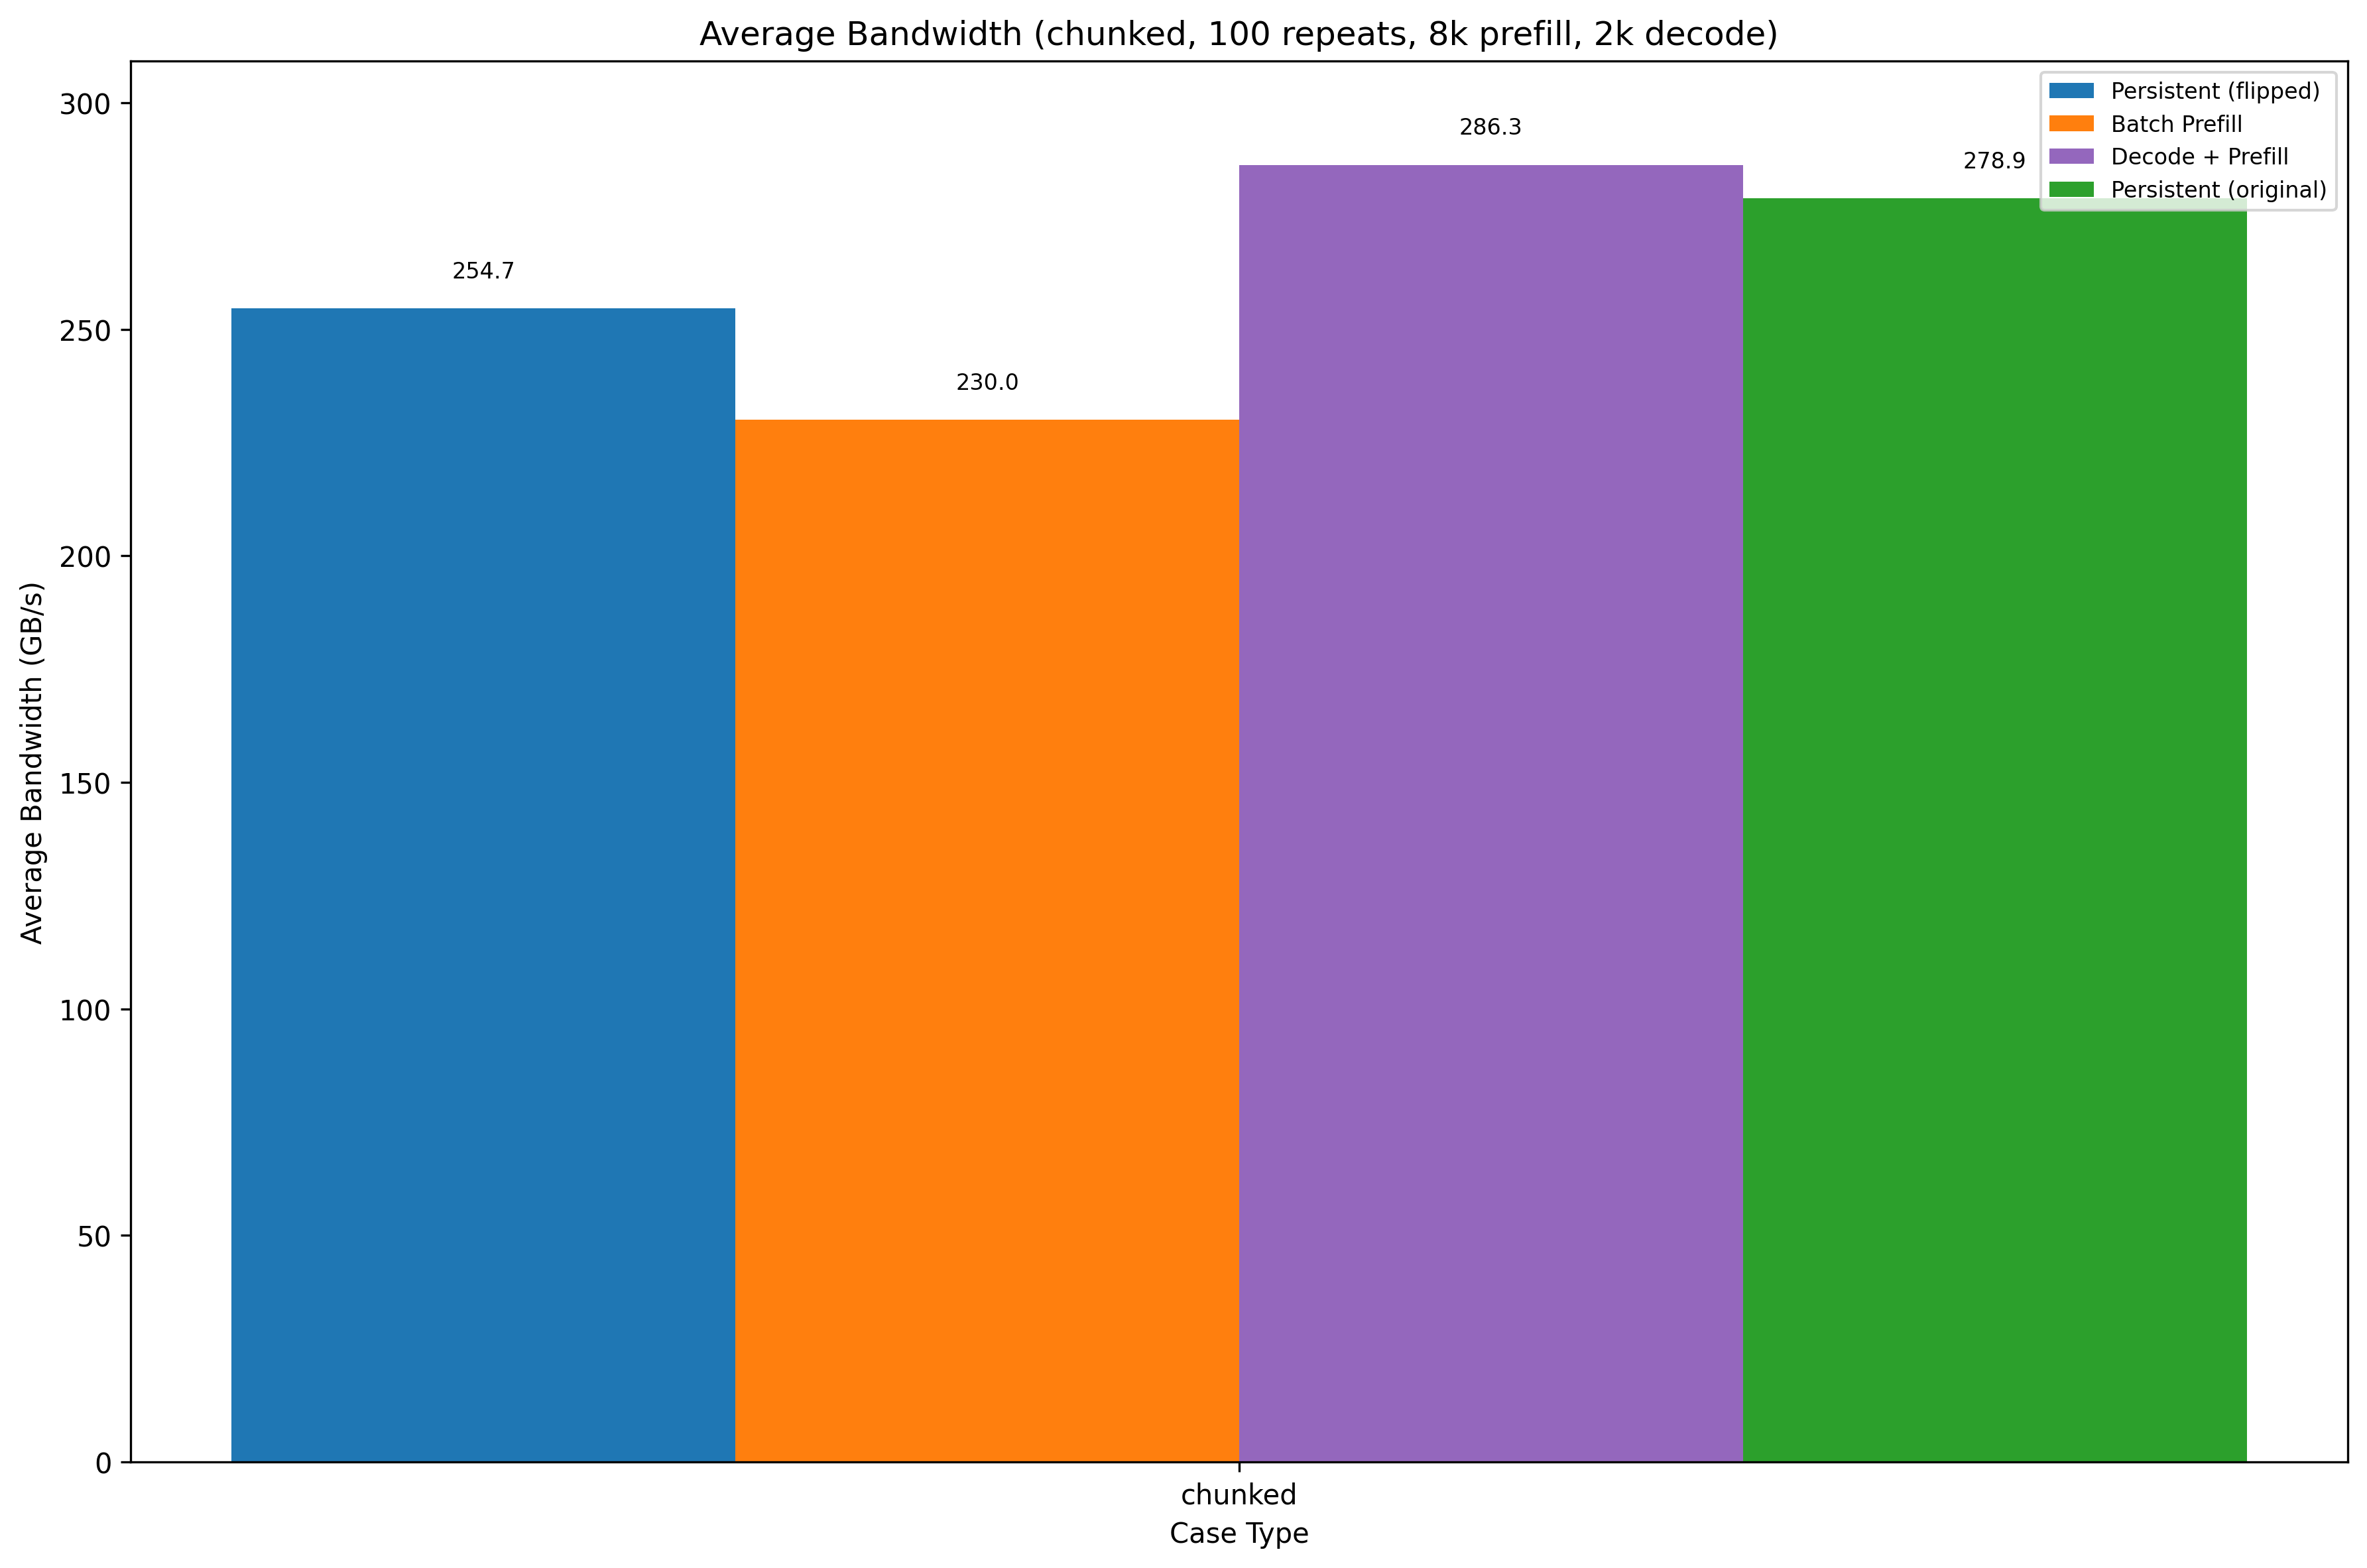 Average Bandwidth (chunked, 100 repeats, 8k prefill, 2k decode)
Average Bandwidth (GB/s)
300
250
200
150
100
50
0
254.7
230.0
286.3
278.9
Persistent (flipped)
Batch Prefill
Decode + Prefill
Persistent (original)
chunked
Case Type